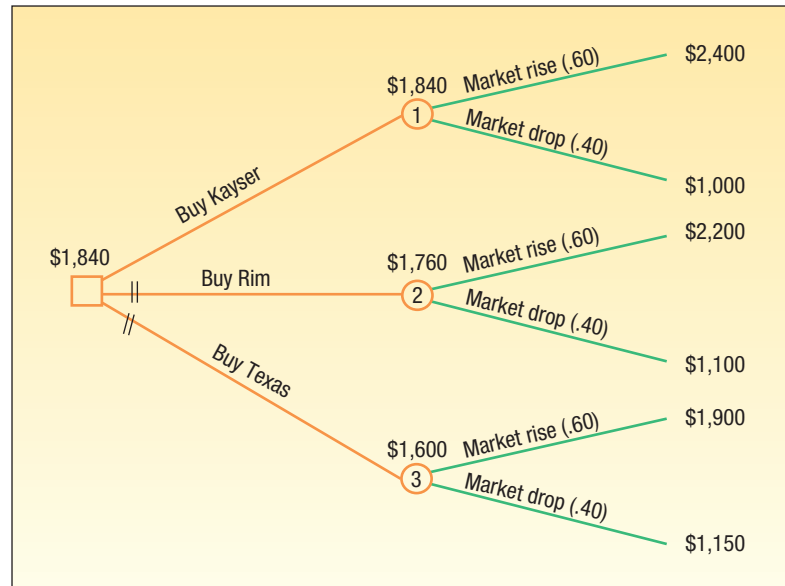 $2,400
$1,840 Market rise (.60)
1
Market drop (.40)
$1,000
Buy Kayser
$2,200
$1,840
$1,760 Market rise (.60)
Buy Rim
2
Market drop (.40)
$1,100
Buy Texas
$1,900
$1,600 Market rise (.60)
3
Market drop (.40)
$1,150